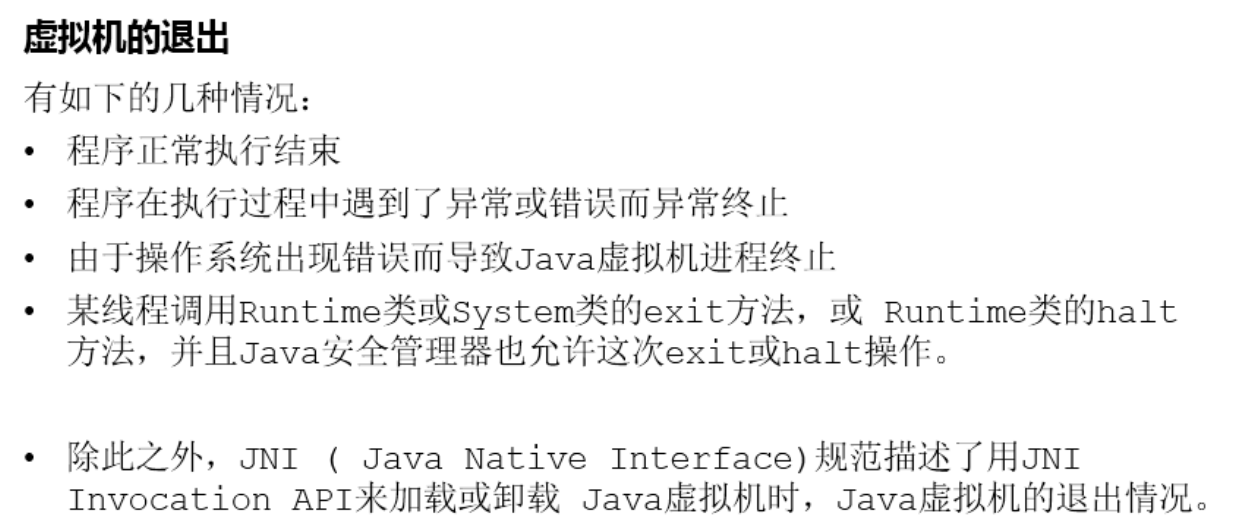 虚拟机的退出
有如下的几种情况：
• 程序正常执行结束
• 程序在执行过程中遇到了异常或错误而异常终止
• 由于操作系统出现错误而导致Java虚拟机进程终止
• 某线程调用Runtime类或System类的exit方法，或 Runtime类的halt
方法，并且Java安全管理器也允许这次exit或halt操作。
• 除此之外，JNI ( Java Native Interface)规范描述了用JNI
Invocation API来加载或卸载 Java虚拟机时，Java虚拟机的退出情况。